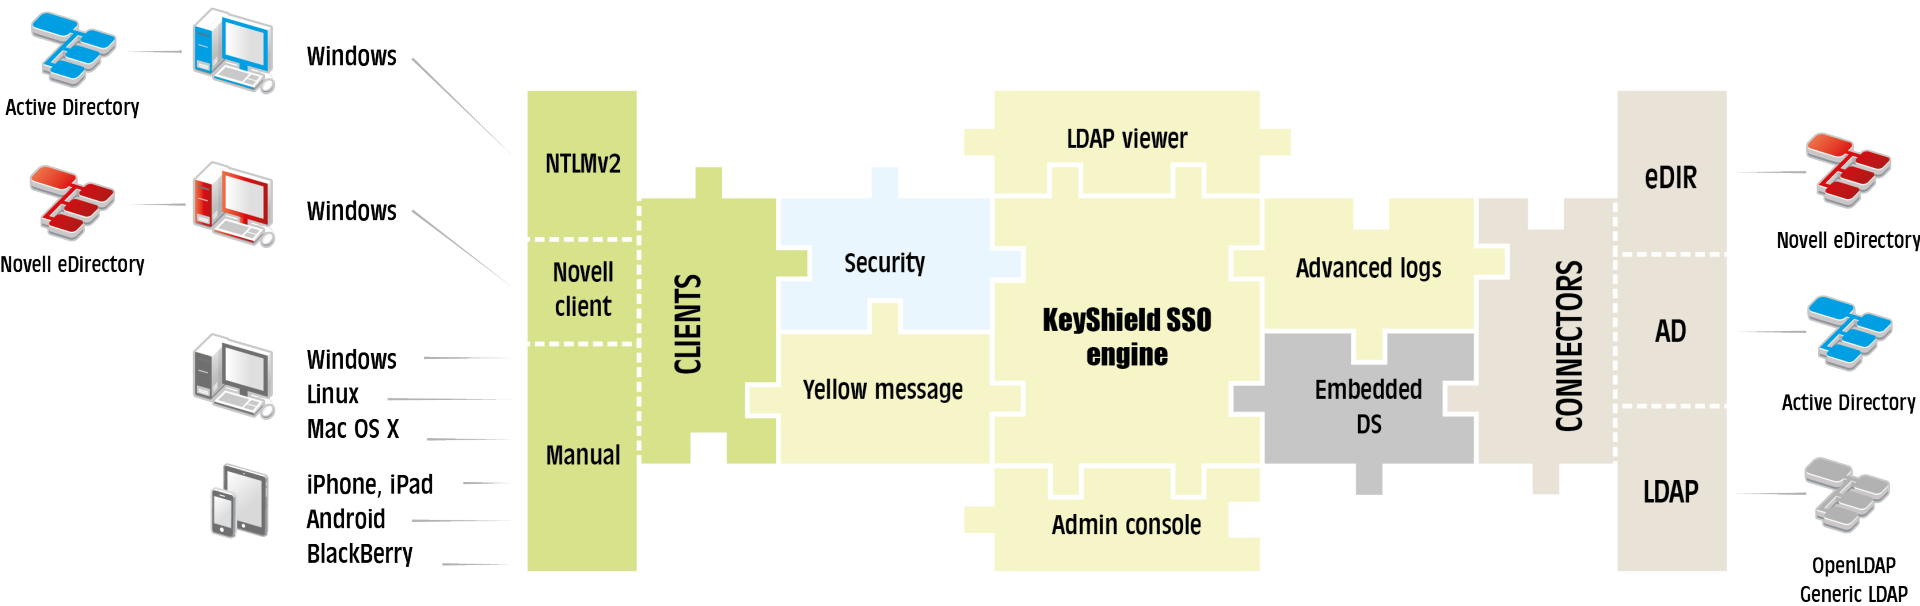 Active Directory
Windows
Novell eDirectory
Windows
Windows
Linux
Mac OS X
iPhone, iPad
Android
BlackBerry
NTLMv2
Novell
client
Manual
CLIENTS
Security
Yellow message
LDAP viewer
KeyShield SSO
engine
Admin console
Advanced logs
Embedded
DS
CONNECTORS
eDIR
AD
LDAP
Novell eDirectory
Active Directory
OpenLDAP
Generic LDAP